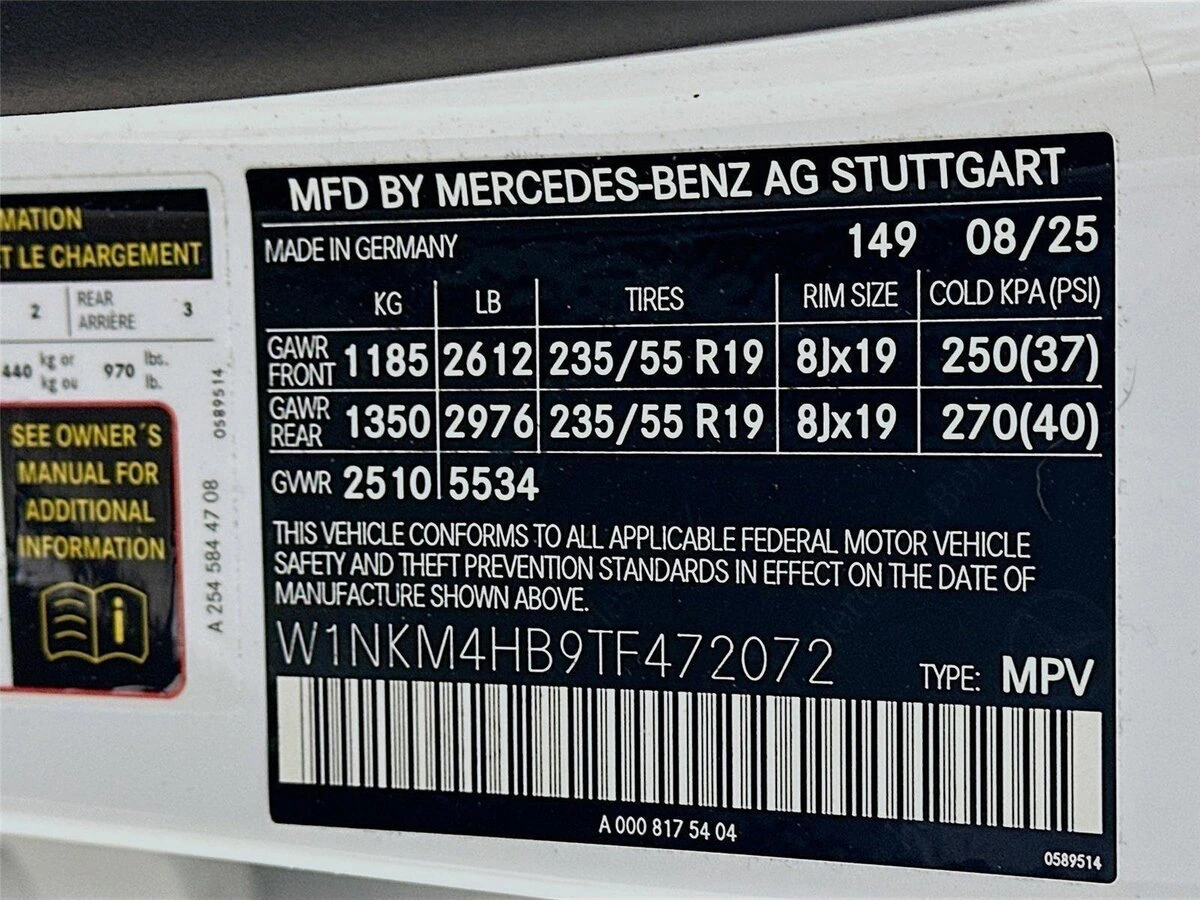 MATION
ET LE CHARGEMENT
2 REAR ARRIÈRE 3
440 kg or kg ou 970 lbs. lb.
SEE OWNER´S
MANUAL FOR
ADDITIONAL
INFORMATION
i
0589514
A 254 584 47 08
MFD BY MERCEDES-BENZ AG STUTTGART
MADE IN GERMANY 149 08/25
KG LB TIRES RIM SIZE COLD KPA (PSI)
GAWR FRONT 1185 2612 235/55 R19 8Jx19 250(37)
GAWR REAR 1350 2976 235/55 R19 8Jx19 270(40)
GVWR 2510 5534
THIS VEHICLE CONFORMS TO ALL APPLICABLE FEDERAL MOTOR VEHICLE
SAFETY AND THEFT PREVENTION STANDARDS IN EFFECT ON THE DATE OF
MANUFACTURE SHOWN ABOVE.
W1NKM4HB9TF472072 TYPE: MPV
A 000 817 54 04
0589514